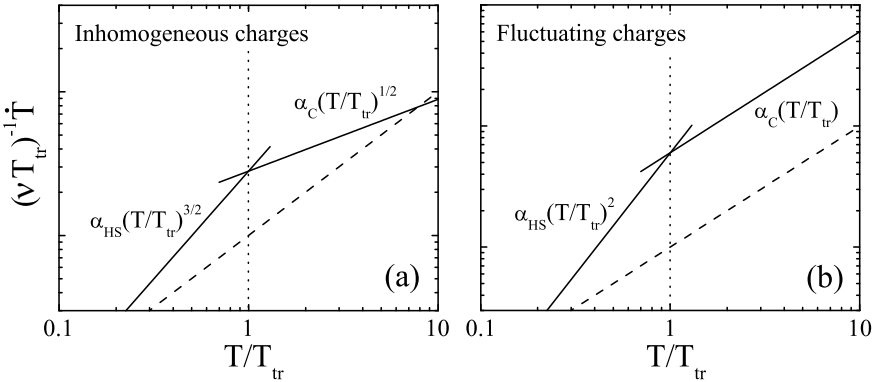 Inhomogeneous charges
α_C(T/T_tr)^1/2
α_HS(T/T_tr)^3/2
(a)
(νT_tr)^-1Ṫ
0.1
1
10
T/T_tr
Fluctuating charges
α_C(T/T_tr)
α_HS(T/T_tr)^2
(b)
0.1
1
10
T/T_tr